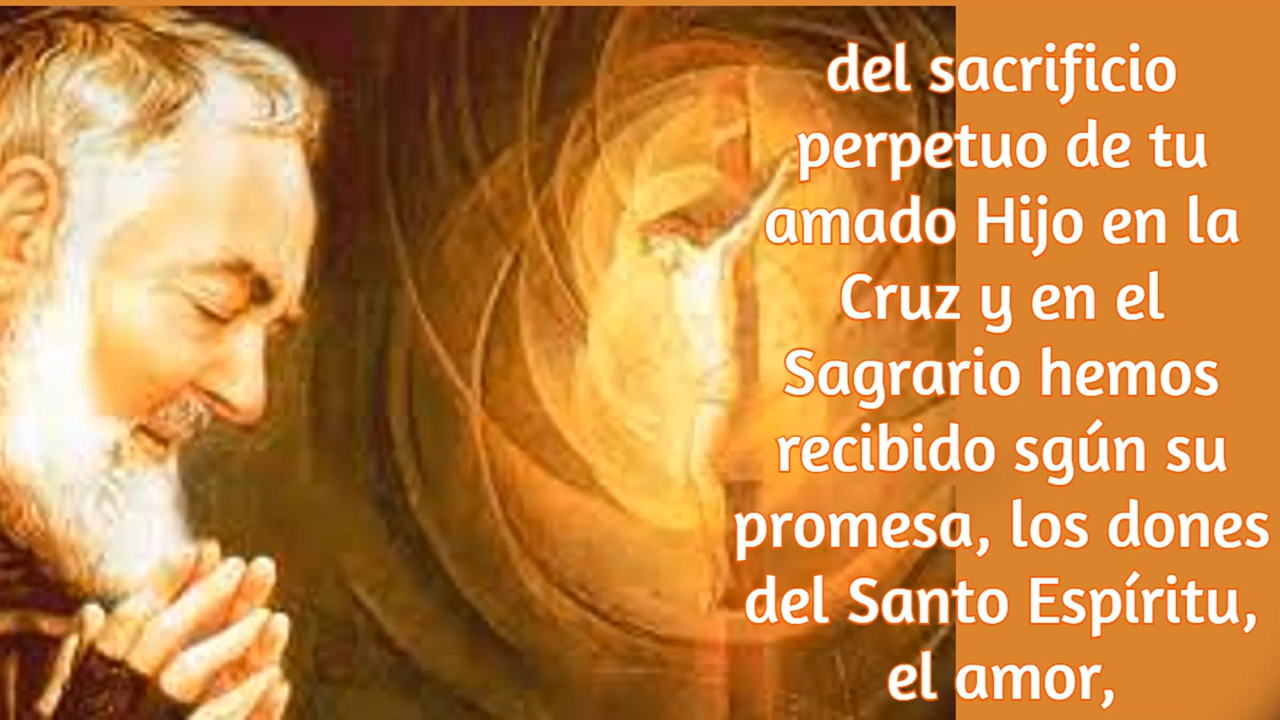 del sacrificio
perpetuo de tu
amado Hijo en la
Cruz y en el
Sagrario hemos
recibido sgún su
promesa, los dones
del Santo Espíritu,
el amor,